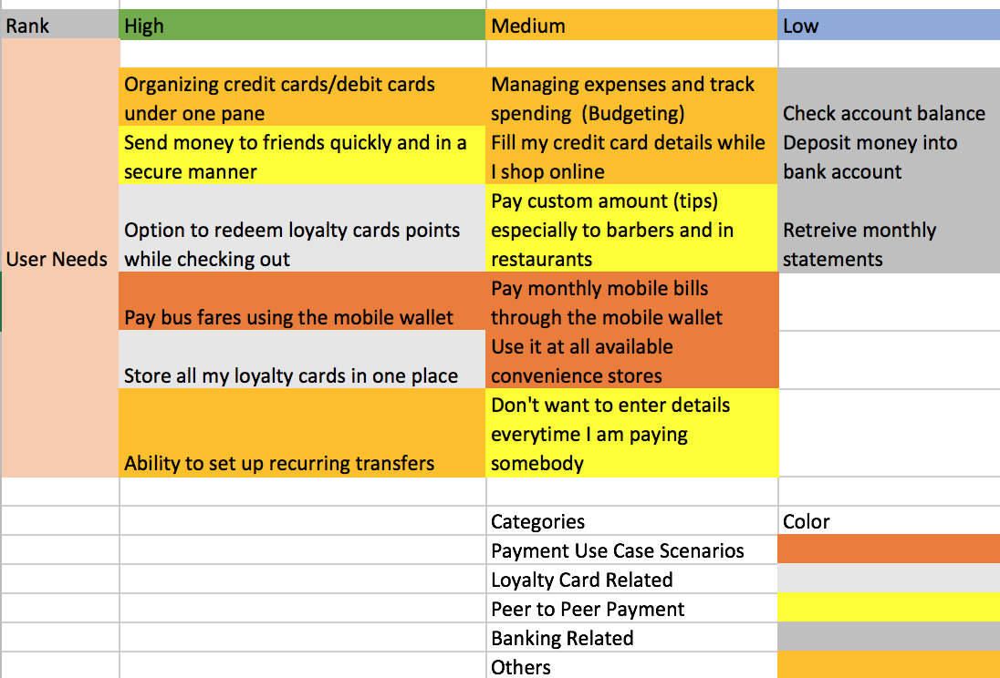 Rank High Medium Low
Organizing credit cards/debit cards
under one pane
Managing expenses and track
spending (Budgeting)
Check account balance
Send money to friends quickly and in a
secure manner
Fill my credit card details while
I shop online
Deposit money into
bank account
User Needs
Option to redeem loyalty cards points
while checking out
Pay custom amount (tips)
especially to barbers and in
restaurants
Retreive monthly
statements
Pay bus fares using the mobile wallet
Pay monthly mobile bills
through the mobile wallet
Store all my loyalty cards in one place
Use it at all available
convenience stores
Ability to set up recurring transfers
Don't want to enter details
everytime I am paying
somebody
Categories Color
Payment Use Case Scenarios
Loyalty Card Related
Peer to Peer Payment
Banking Related
Others